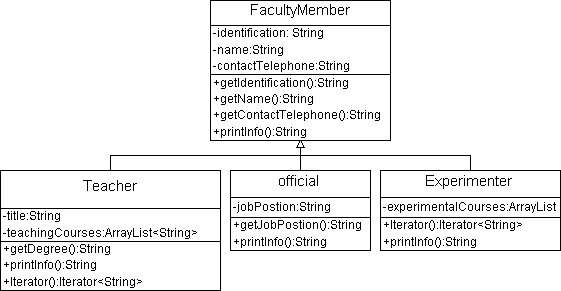 FacultyMember
-identification: String
-name:String
-contactTelephone:String
+getIdentification():String
+getName():String
+getContactTelephone():String
+printInfo():String
Teacher
-title:String
-teachingCourses:ArrayList<String>
+getDegree():String
+printInfo():String
+Iterator():Iterator<String>
official
-jobPostion:String
+getJobPostion():String
+printInfo():String
Experimenter
-experimentalCourses:ArrayList
+Iterator():Iterator<String>
+printInfo():String